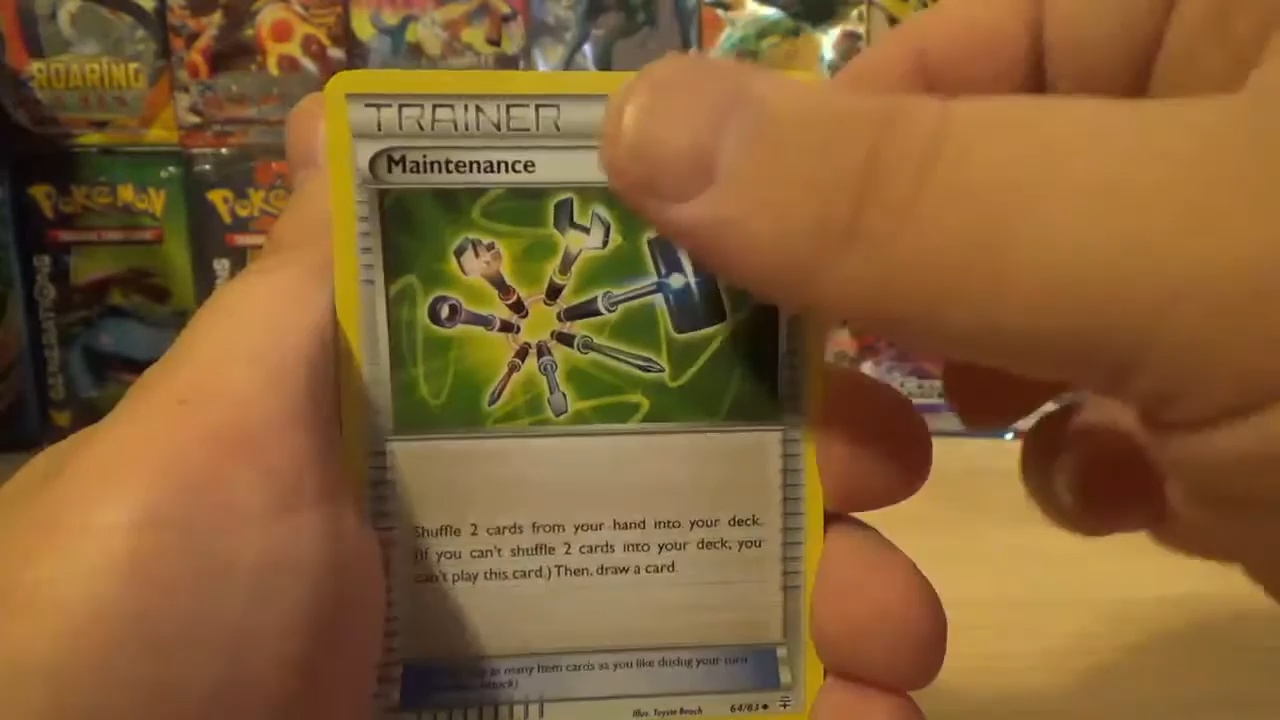 ROARING
POKéMON
POKé
GENERATIONS
TRAINER
Maintenance
Shuffle 2 cards from your hand into your deck.
(If you can't shuffle 2 cards into your deck, you
can't play this card.) Then, draw a card.
as many Item cards as you like during your turn
attack)
Illus. Toyste Beach
64/83